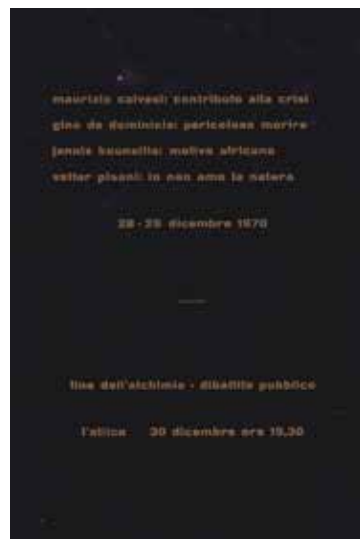 maurizio calvesi: contributo alla crisi
gino de dominicis: pericoloso morire
jannis kounellis: motivo africano
vettor pisani: io non amo la natura
28-29 dicembre 1970
fine dell'alchimia - dibattito pubblico
l'attico 30 dicembre ore 19,30